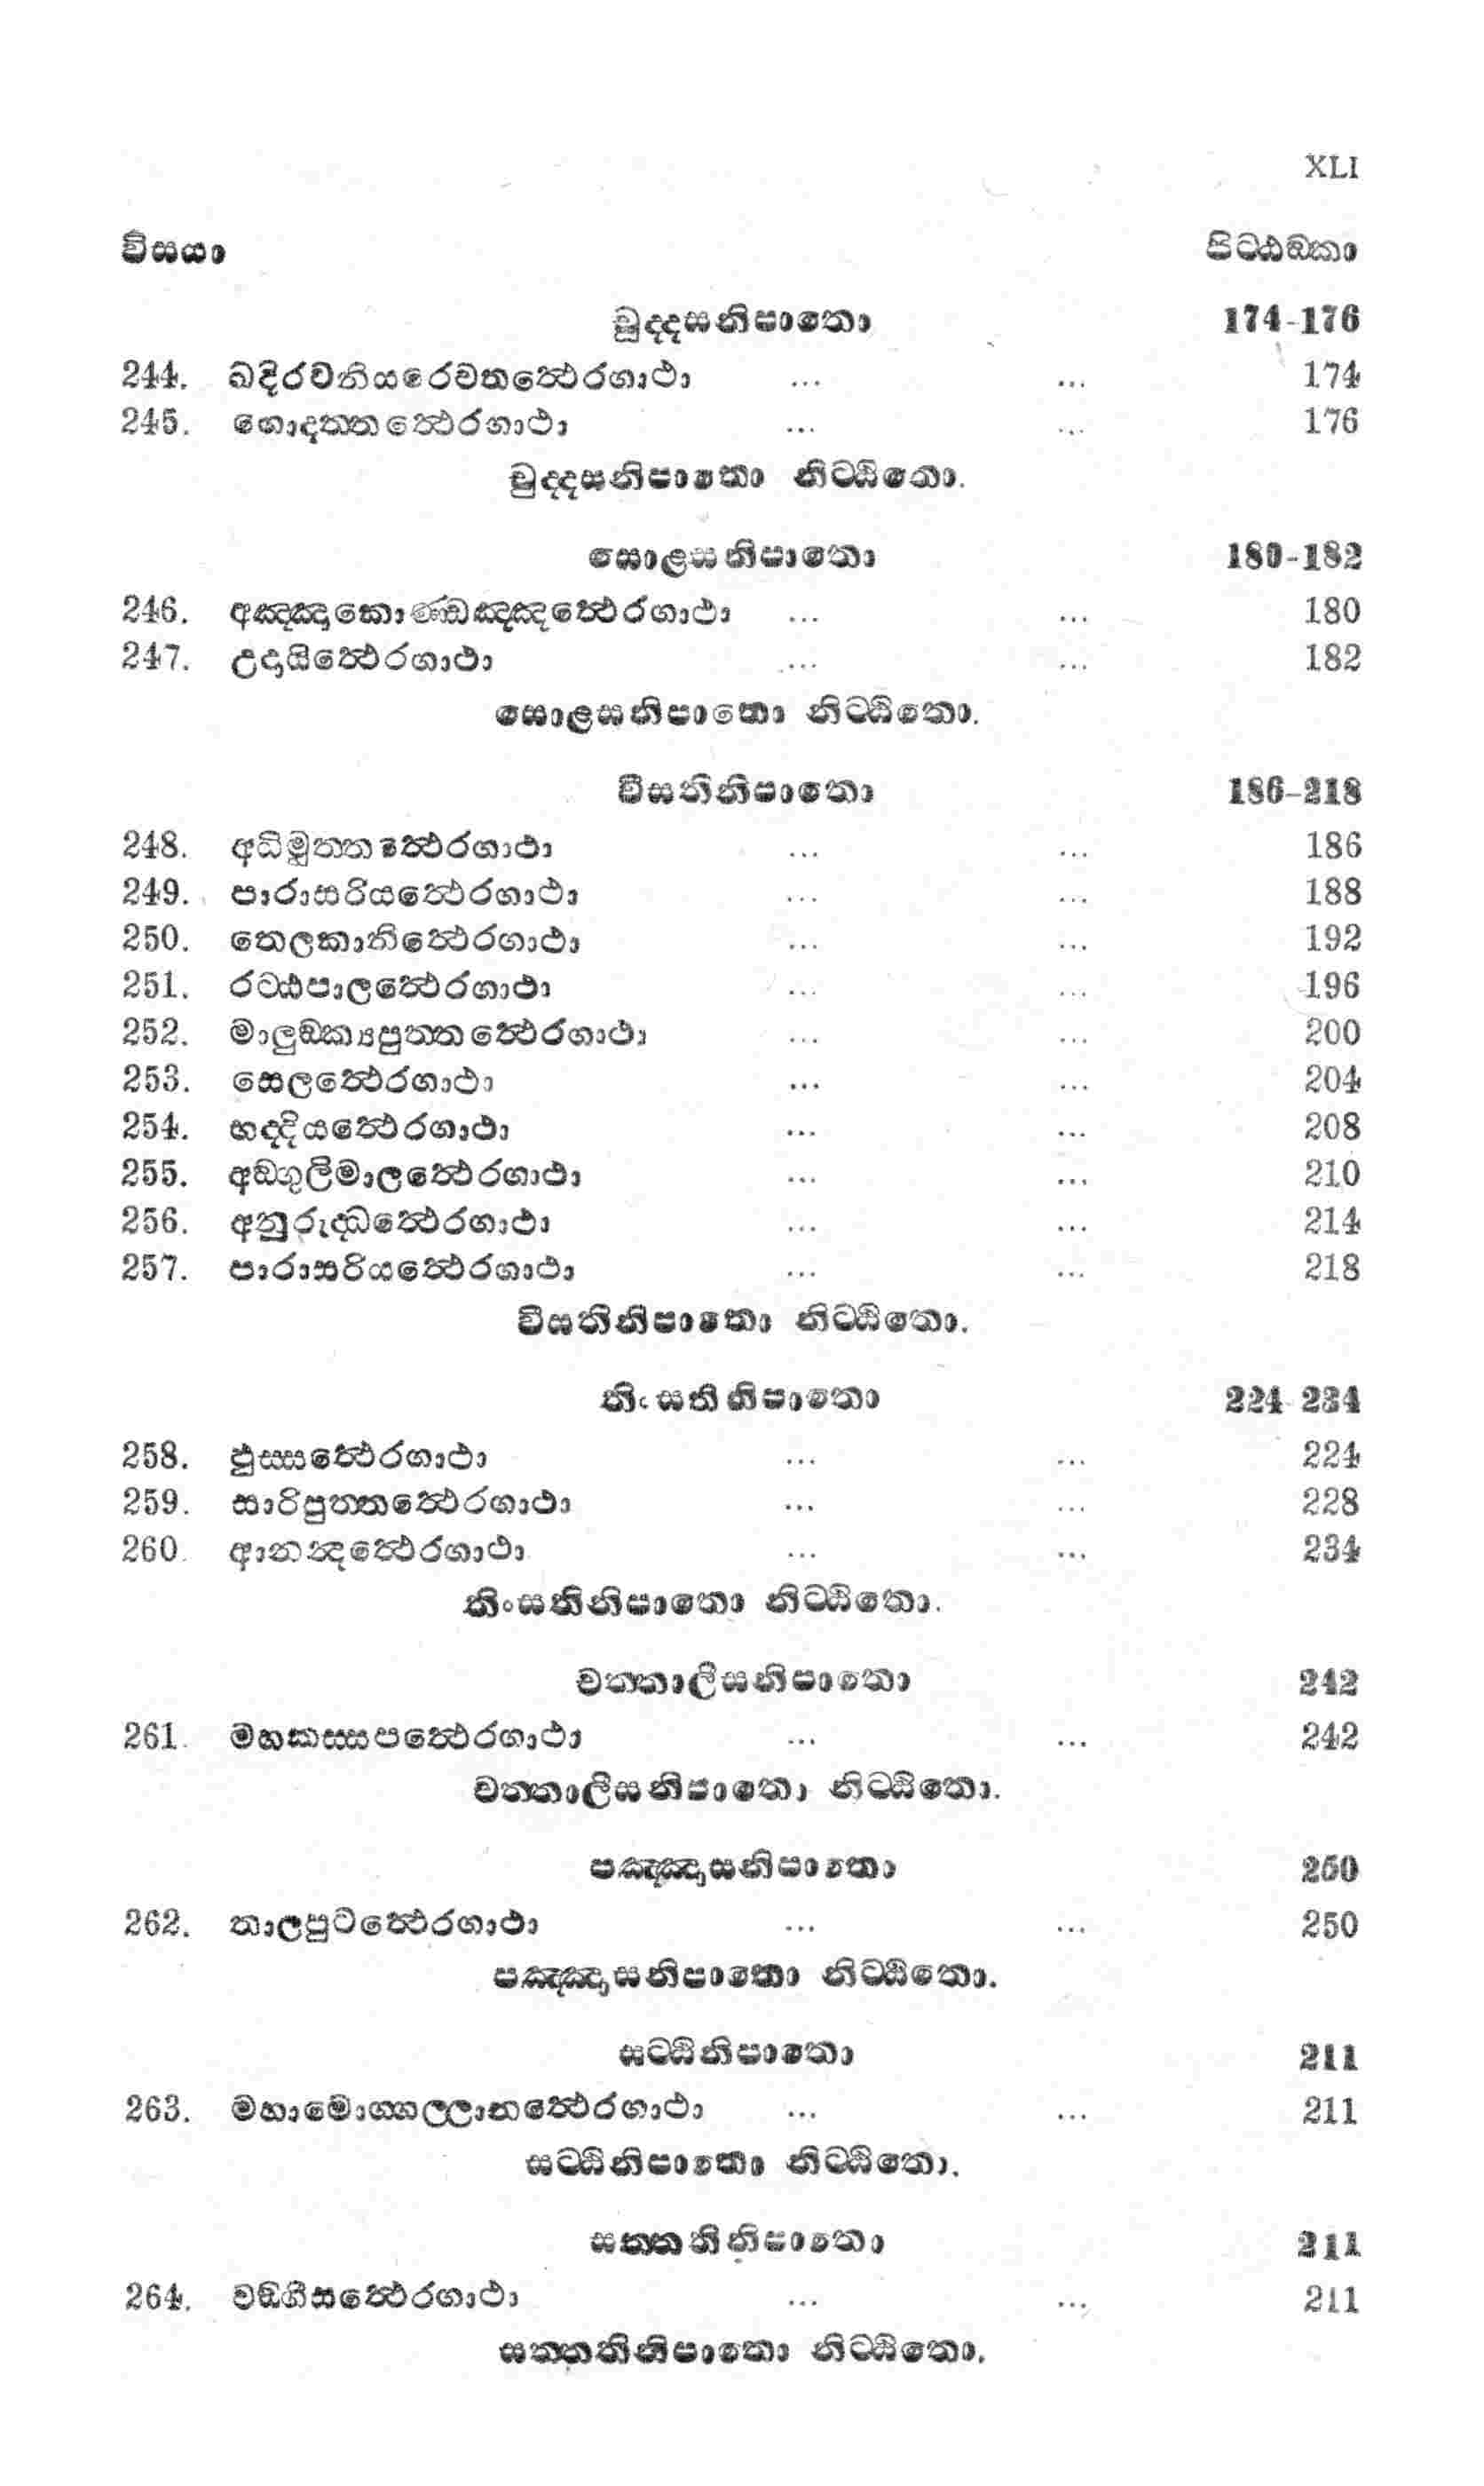 XLI
විසයා පිට්ඨඞ්කා
චුද්දසනිපාතො 174-176
244. ඛදිරවනියරෙවතත්ථෙරගාථා ... ... 174
245. ගොදත්තත්ථෙරගාථා ... ... 176
චුද්දසනිපාතො නිට්ඨිතො.
සොළසනිපාතො 180-182
246. අඤ්ඤාකොණ්ඩඤ්ඤත්ථෙරගාථා ... ... 180
247. උදායිත්ථෙරගාථා ... ... 182
සොළසනිපාතො නිට්ඨිතො.
වීසතිනිපාතො 186-218
248. අධිමුත්තත්ථෙරගාථා ... ... 186
249. පාරාසරියත්ථෙරගාථා ... ... 188
250. තෙලකානිත්ථෙරගාථා ... ... 192
251. රට්ඨපාලත්ථෙරගාථා ... ... 196
252. මාලුඞ්ක්‍යපුත්තත්ථෙරගාථා ... ... 200
253. සෙලත්ථෙරගාථා ... ... 204
254. භද්දියත්ථෙරගාථා ... ... 208
255. අඞ්ගුලිමාලත්ථෙරගාථා ... ... 210
256. අනුරුද්ධත්ථෙරගාථා ... ... 214
257. පාරාසරියත්ථෙරගාථා ... ... 218
වීසතිනිපාතො නිට්ඨිතො.
තිංසතිනිපාතො 224-234
258. ඵුස්සත්ථෙරගාථා ... ... 224
259. සාරිපුත්තත්ථෙරගාථා ... ... 228
260. ආනන්දත්ථෙරගාථා ... ... 234
තිංසතිනිපාතො නිට්ඨිතො.
චත්තාලීසනිපාතො 242
261. මහකස්සපත්ථෙරගාථා ... ... 242
චත්තාලීසනිපාතො නිට්ඨිතො.
පඤ්ඤාසනිපාතො 250
262. තාලපුටත්ථෙරගාථා ... ... 250
පඤ්ඤාසනිපාතො නිට්ඨිතො.
සට්ඨිනිපාතො 211
263. මහාමොග්ගල්ලානත්ථෙරගාථා ... ... 211
සට්ඨිනිපාතො නිට්ඨිතො.
සත්තතිනිපාතො 211
264. වඞ්ගීසත්ථෙරගාථා ... ... 211
සත්තතිනිපාතො නිට්ඨිතො.